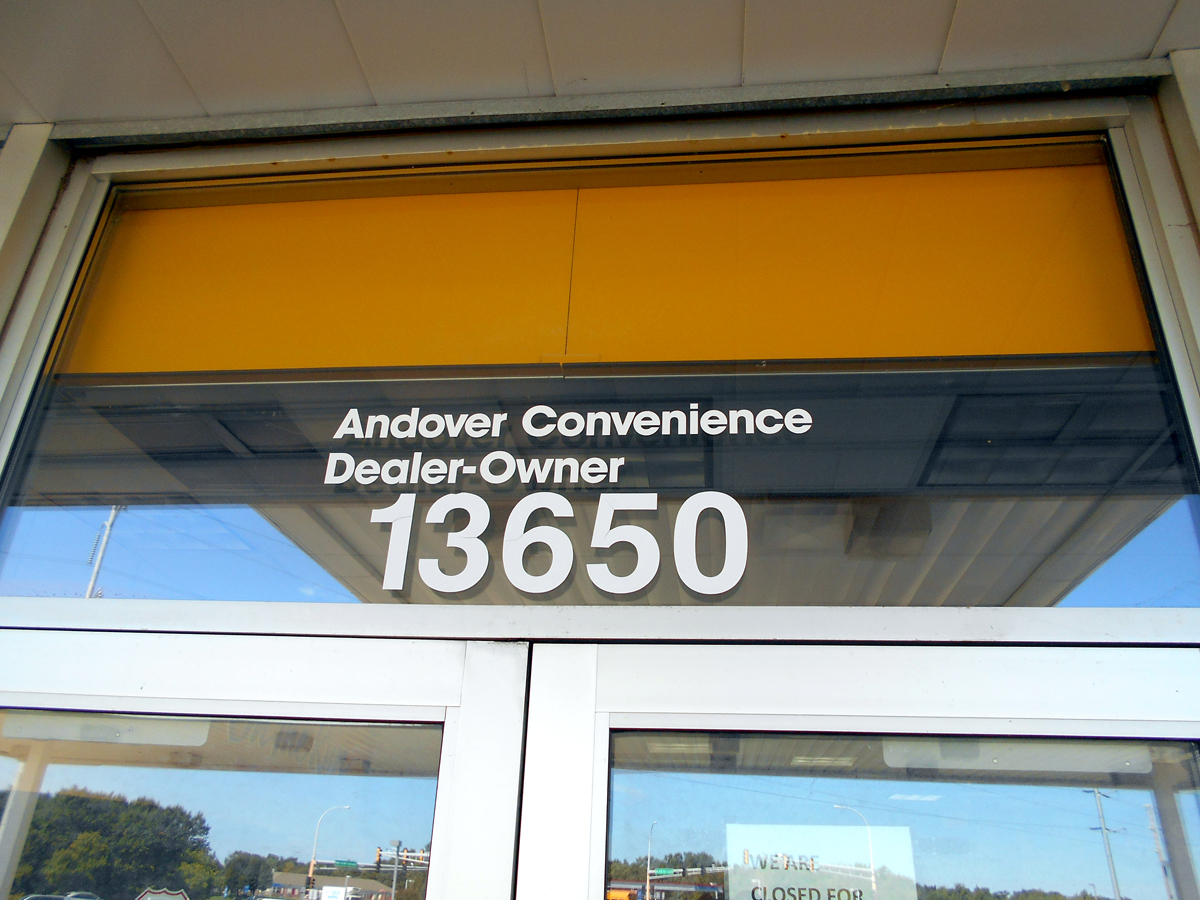 Andover Convenience
Dealer-Owner
13650
WE ARE
CLOSED FOR